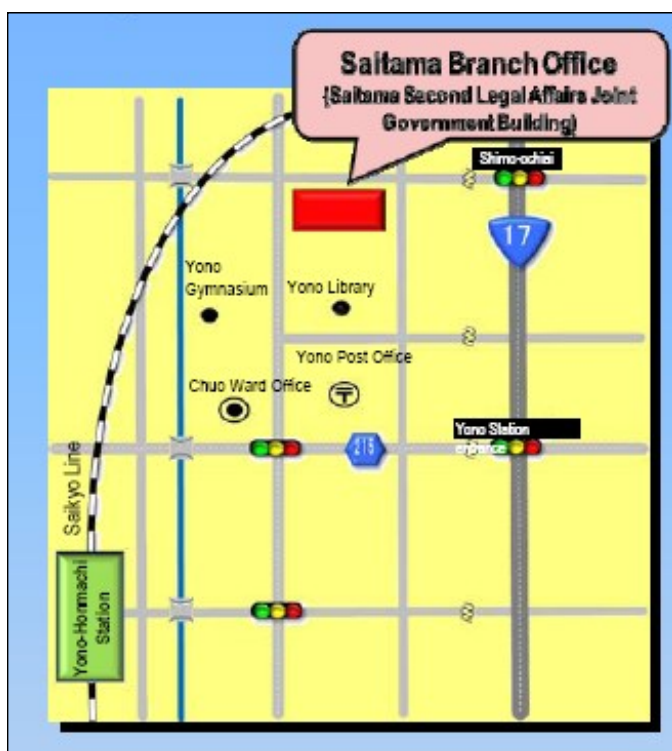 Saitama Branch Office
(Saitama Second Legal Affairs Joint
Government Building)
Shimo-ochiai
17
Yono
Gymnasium
Yono Library
Yono Post Office
Chuo Ward Office
〒
Yono Station
entrance
215
Saikyo Line
Yono-Honmachi
Station